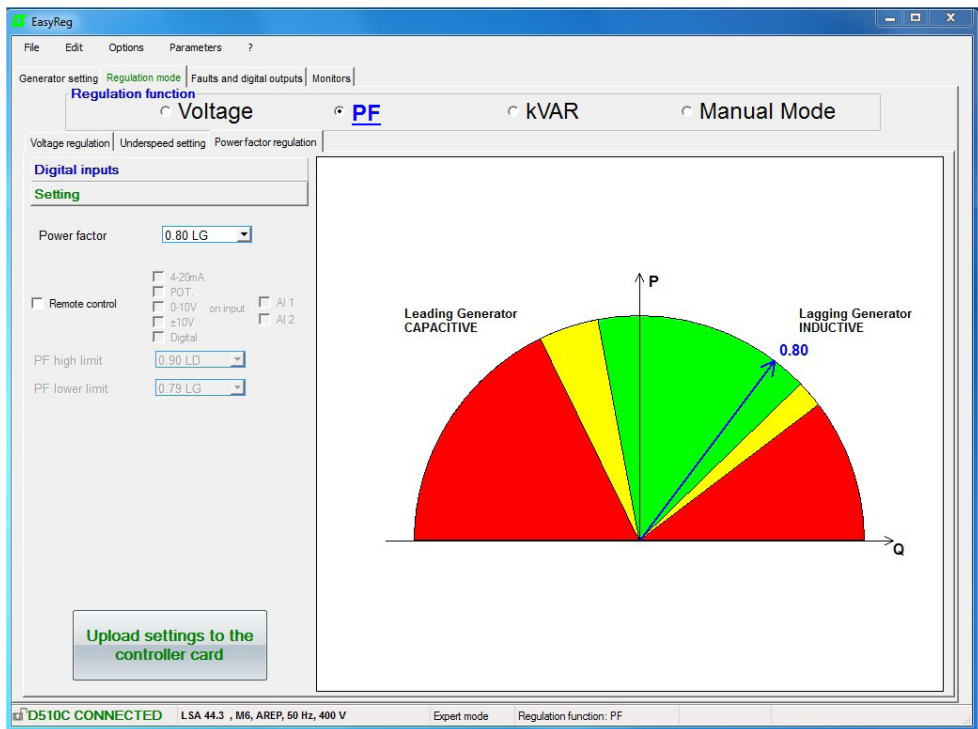 EasyReg
File Edit Options Parameters ?
Generator setting Regulation mode Faults and digital outputs Monitors
Regulation function
Voltage PF kVAR Manual Mode
Voltage regulation Underspeed setting Power factor regulation
Digital inputs
Setting
Power factor 0.80 LG
Remote control
4-20mA
POT.
0-10V
±10V
Digital
on input
AI 1
AI 2
PF high limit 0.90 LD
PF lower limit 0.79 LG
Upload settings to the
controller card
P
Leading Generator
CAPACITIVE
Lagging Generator
INDUCTIVE
0.80
Q
D510C CONNECTED LSA 44.3 , M6, AREP, 50 Hz, 400 V Expert mode Regulation function: PF